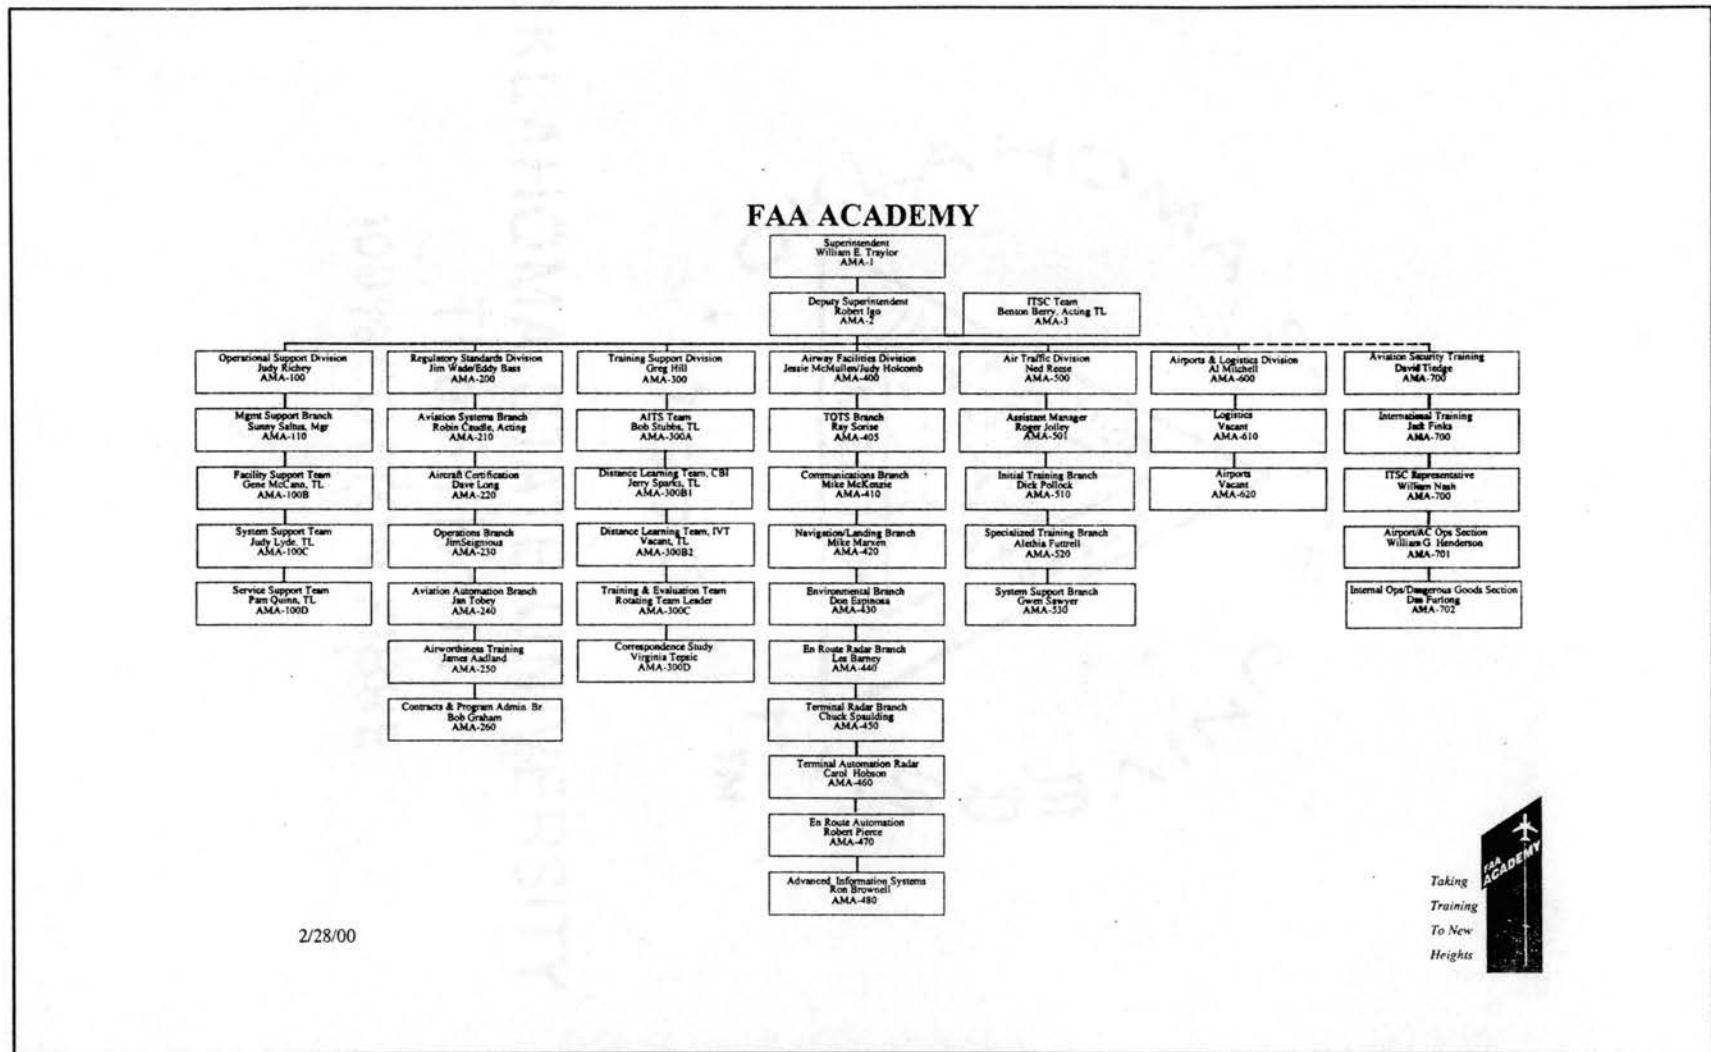 FAA ACADEMY
Superintendent
William E. Traylor
AMA-1
Deputy Superintendent
Robert Igo
AMA-2
ITSC Team
Benton Berry, Acting TL
AMA-3
Operational Support Division
Judy Richey
AMA-100
Mgmt Support Branch
Sunny Saltus, Mgr
AMA-110
Facility Support Team
Gene McCann, TL
AMA-100B
System Support Team
Judy Lyde, TL
AMA-100C
Service Support Team
Pam Quinn, TL
AMA-100D
Regulatory Standards Division
Jim Wade/Eddy Bass
AMA-200
Aviation Systems Branch
Robin Caudle, Acting
AMA-210
Aircraft Certification
Dave Long
AMA-220
Operations Branch
JimSeignious
AMA-230
Aviation Automation Branch
Jan Tobey
AMA-240
Airworthiness Training
James Aadland
AMA-250
Contracts & Program Admin. Br
Bob Graham
AMA-260
Training Support Division
Greg Hill
AMA-300
AITS Team
Bob Stubbs, TL
AMA-300A
Distance Learning Team, CBI
Jerry Sparks, TL
AMA-300B1
Distance Learning Team, IVT
Vacant, TL
AMA-300B2
Training & Evaluation Team
Rotating Team Leader
AMA-300C
Correspondence Study
Virginia Tepsic
AMA-300D
Airway Facilities Division
Jessie McMullen/Judy Holcomb
AMA-400
TOTS Branch
Ray Sorise
AMA-405
Communications Branch
Mike McKenzie
AMA-410
Navigation/Landing Branch
Mike Marxen
AMA-420
Environmental Branch
Don Espinosa
AMA-430
En Route Radar Branch
Les Barney
AMA-440
Terminal Radar Branch
Chuck Spaulding
AMA-450
Terminal Automation Radar
Carol Hobson
AMA-460
En Route Automation
Robert Pierce
AMA-470
Advanced Information Systems
Ron Brownell
AMA-480
Air Traffic Division
Ned Reese
AMA-500
Assistant Manager
Roger Jolley
AMA-501
Initial Training Branch
Dick Pollock
AMA-510
Specialized Training Branch
Alethia Futtrell
AMA-520
System Support Branch
Gwen Sawyer
AMA-530
Airports & Logistics Division
Al Mitchell
AMA-600
Logistics
Vacant
AMA-610
Airports
Vacant
AMA-620
Aviation Security Training
David Tiedge
AMA-700
International Training
Jack Finks
AMA-700
ITSC Representative
William Nash
AMA-700
Airport/AC Ops Section
William G. Henderson
AMA-701
Internal Ops/Dangerous Goods Section
Dan Furlong
AMA-702
2/28/00
Taking
Training
To New
Heights
FAA
ACADEMY